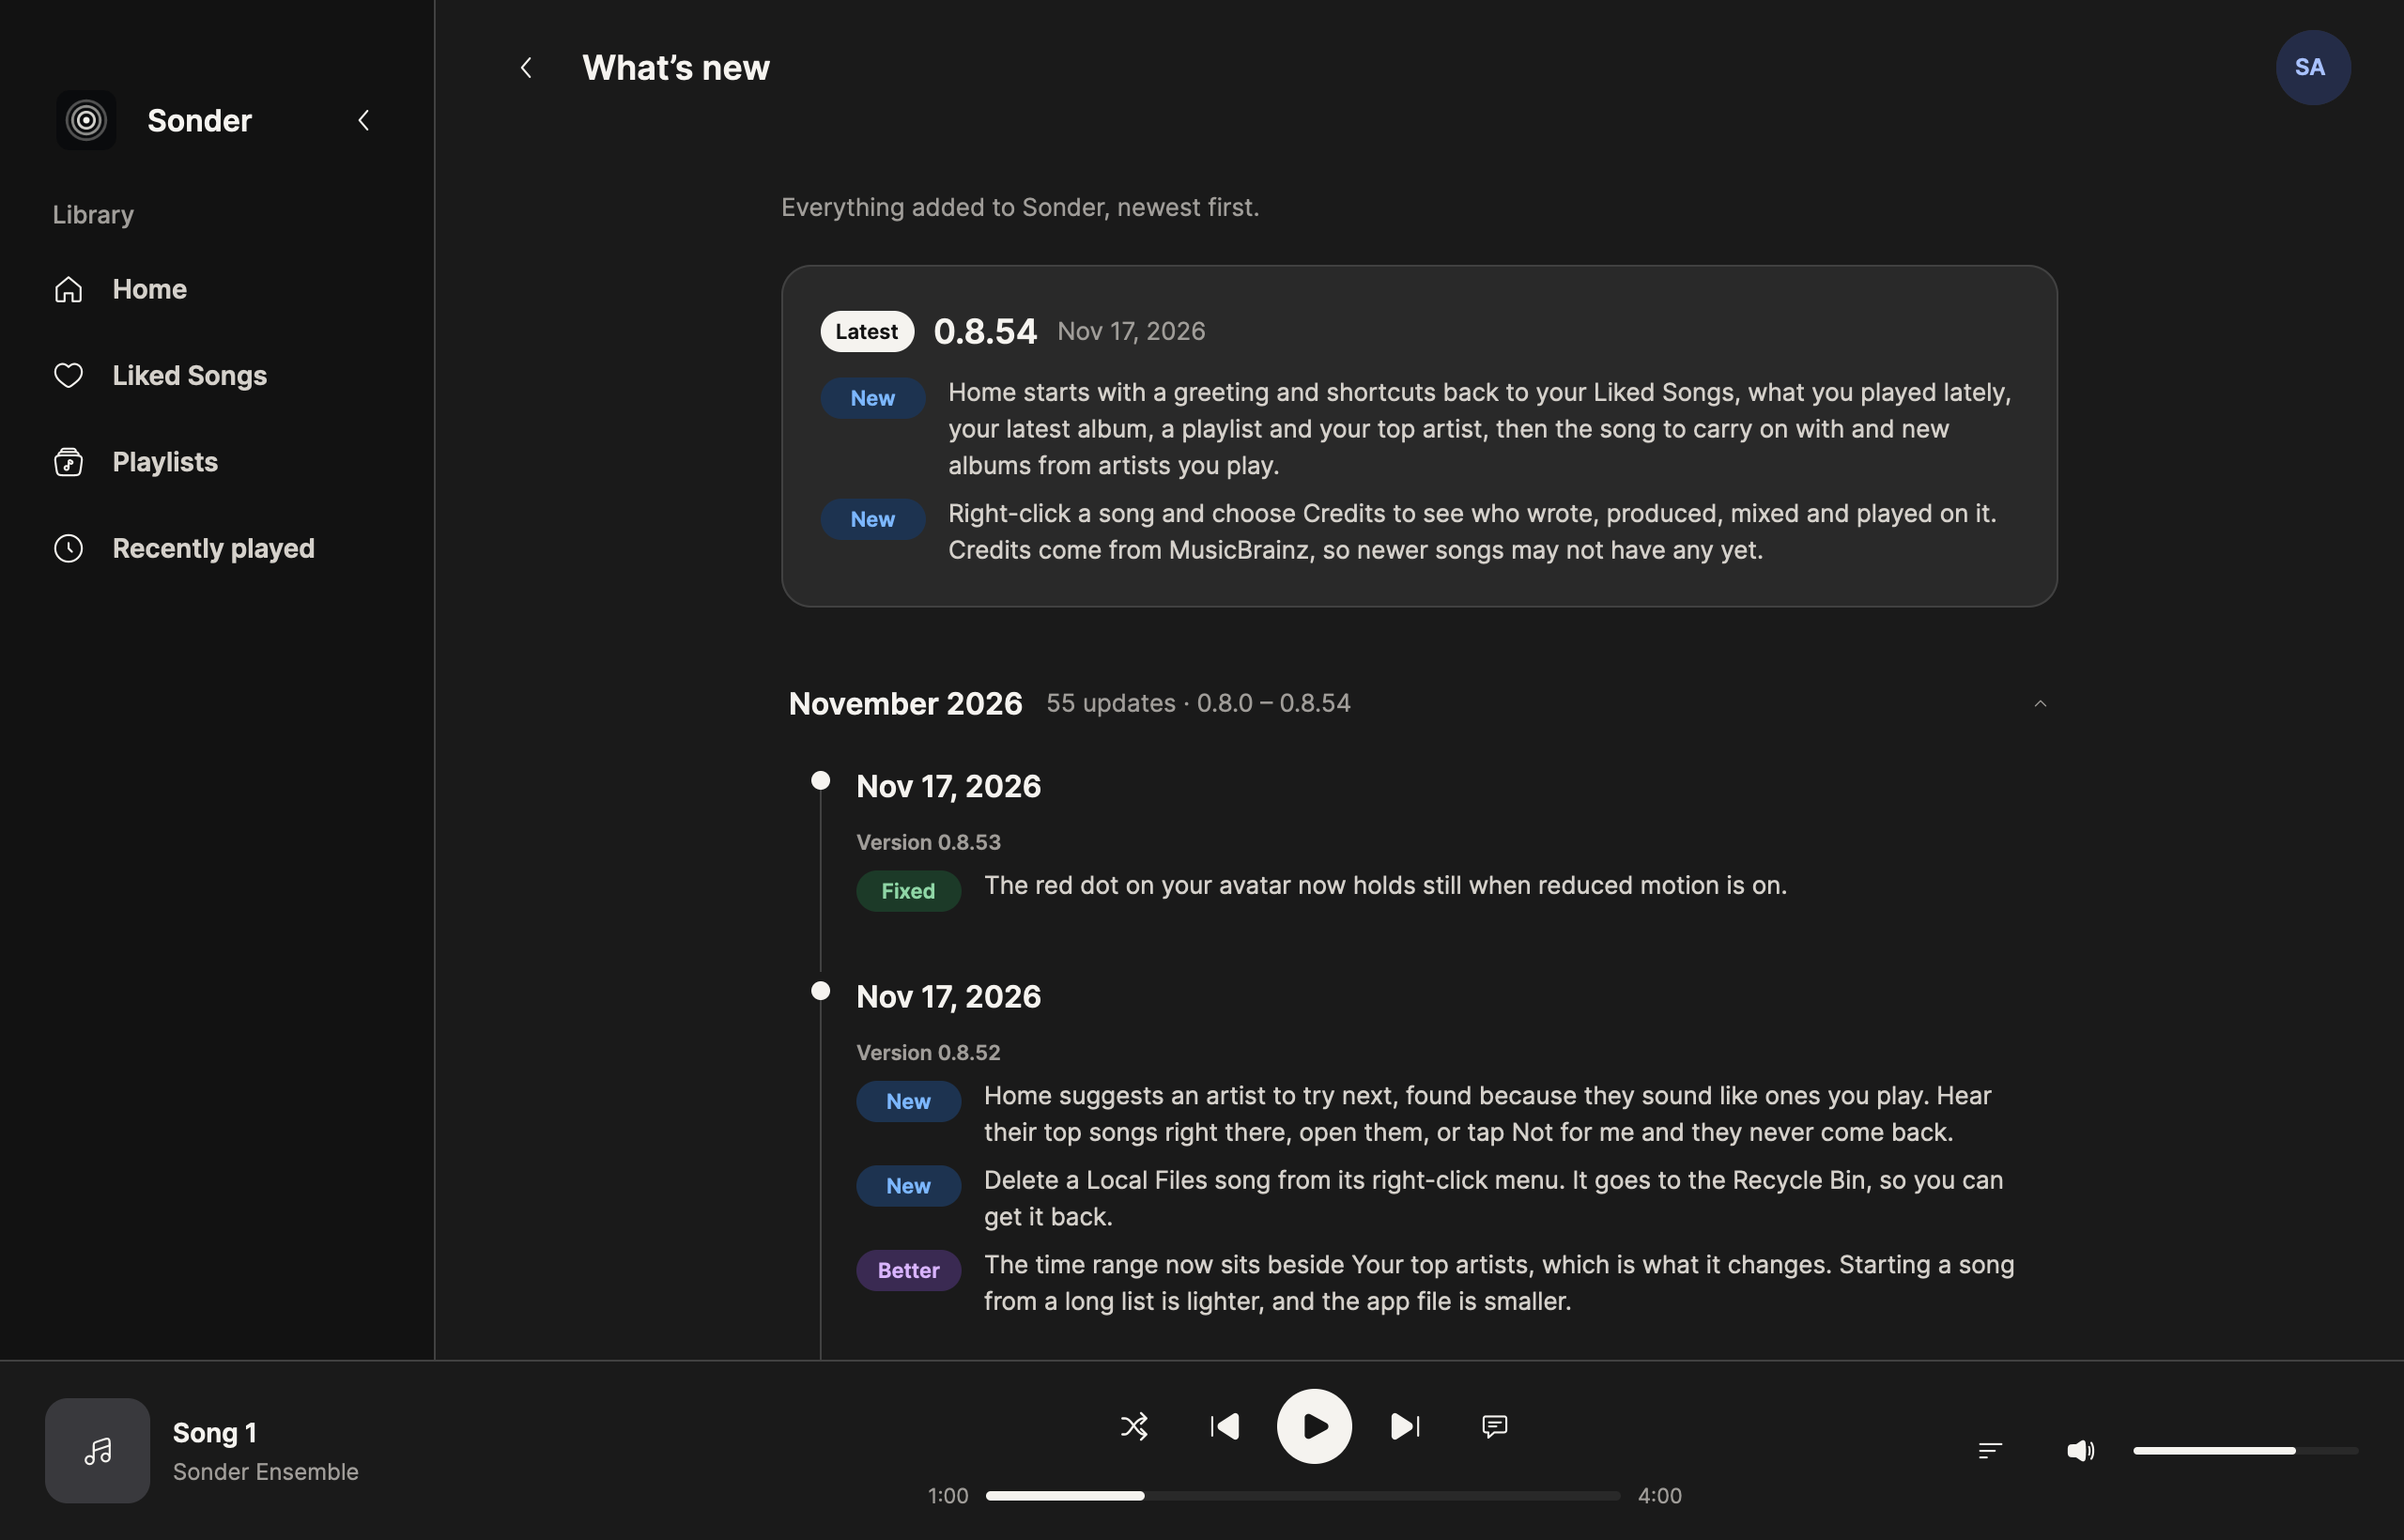 Sonder
Library
Home
Liked Songs
Playlists
Recently played
What’s new
SA
Everything added to Sonder, newest first.
Latest 0.8.54 Nov 17, 2026
New Home starts with a greeting and shortcuts back to your Liked Songs, what you played lately,
your latest album, a playlist and your top artist, then the song to carry on with and new
albums from artists you play.
New Right-click a song and choose Credits to see who wrote, produced, mixed and played on it.
Credits come from MusicBrainz, so newer songs may not have any yet.
November 2026 55 updates · 0.8.0 – 0.8.54
Nov 17, 2026
Version 0.8.53
Fixed The red dot on your avatar now holds still when reduced motion is on.
Nov 17, 2026
Version 0.8.52
New Home suggests an artist to try next, found because they sound like ones you play. Hear
their top songs right there, open them, or tap Not for me and they never come back.
New Delete a Local Files song from its right-click menu. It goes to the Recycle Bin, so you can
get it back.
Better The time range now sits beside Your top artists, which is what it changes. Starting a song
from a long list is lighter, and the app file is smaller.
Song 1
Sonder Ensemble
1:00
4:00